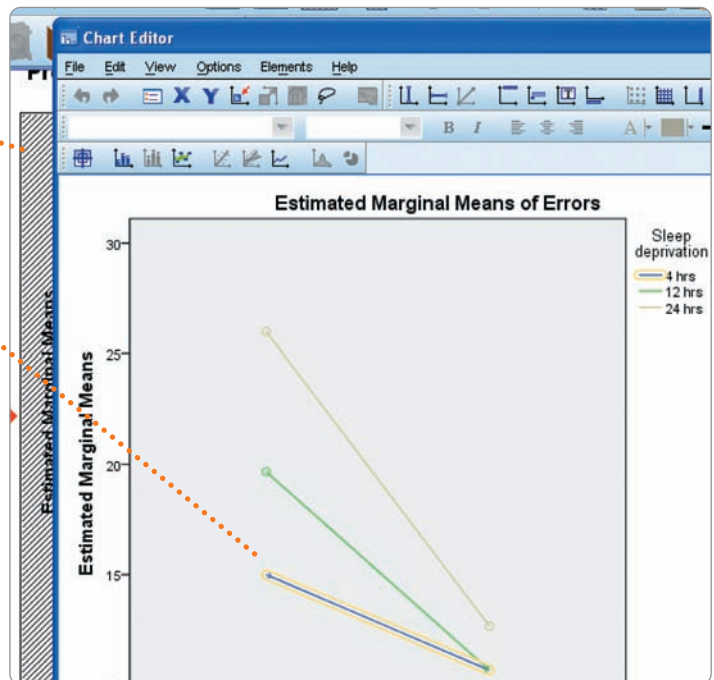 Chart Editor
File Edit View Options Elements Help
X Y
B I
A
Estimated Marginal Means of Errors
Sleep
deprivation
4 hrs
12 hrs
24 hrs
30
25
20
15
Estimated Marginal Means
Estimated Marginal Means